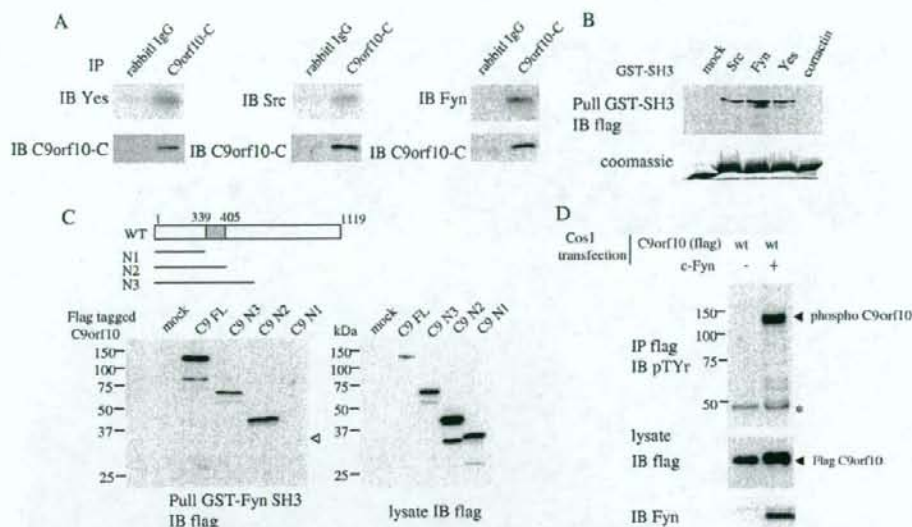 A
rabbitl IgG
C9orf10-C
rabbitl IgG
C9orf10-C
rabbitl IgG
C9orf10-C
IP
IB Yes
IB Src
IB Fyn
IB C9orf10-C
IB C9orf10-C
IB C9orf10-C
B
GST-SH3
mock
Src
Fyn
Yes
cortactin
Pull GST-SH3
IB flag
coomassie
C
1
339
405
1119
WT
N1
N2
N3
Flag tagged
C9orf10
mock
C9 FL
C9 N3
C9 N2
C9 N1
150
100
75
50
37
25
Pull GST-Fyn SH3
IB flag
kDa
mock
C9 FL
C9 N3
C9 N2
C9 N1
150
100
75
50
37
25
lysate IB flag
D
Cos1
transfection
C9orf10 (flag) wt wt
c-Fyn - +
150
100
75
50
IP flag
IB pTYr
phospho C9orf10
*
lysate
IB flag
Flag C9orf10
IB Fyn